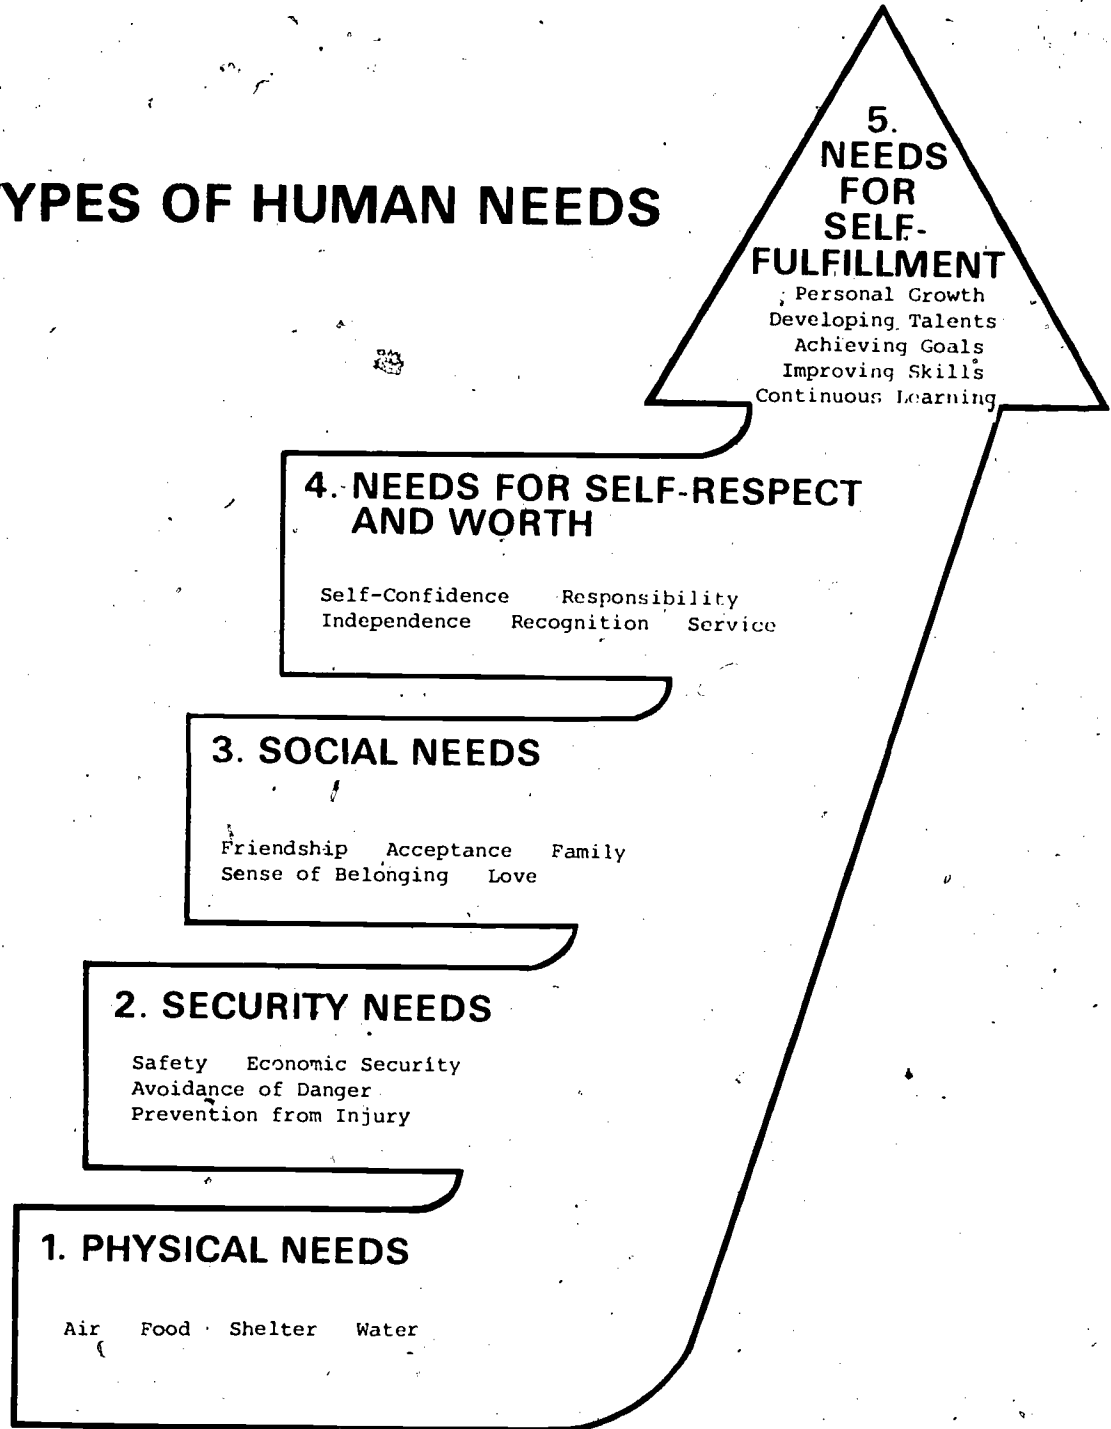 YPES OF HUMAN NEEDS
5.
NEEDS
FOR
SELF-
FULFILLMENT
Personal Growth
Developing Talents
Achieving Goals
Improving Skills
Continuous Learning
4. NEEDS FOR SELF-RESPECT
AND WORTH
Self-Confidence Responsibility
Independence Recognition Service
3. SOCIAL NEEDS
Friendship Acceptance Family
Sense of Belonging Love
2. SECURITY NEEDS
Safety Economic Security
Avoidance of Danger
Prevention from Injury
1. PHYSICAL NEEDS
Air Food Shelter Water